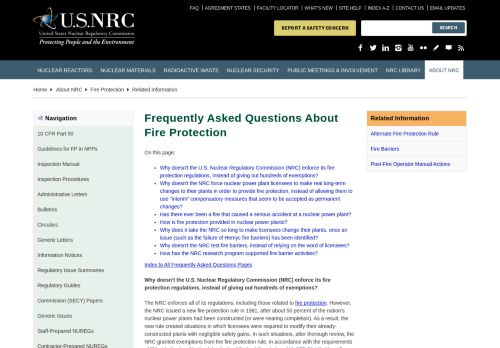 FAQ | AGREEMENT STATES | FACILITY LOCATOR | WHAT'S NEW | SITE HELP | INDEX A-Z | CONTACT US | EMAIL UPDATES
U.S.NRC
United States Nuclear Regulatory Commission
Protecting People and the Environment
REPORT A SAFETY CONCERN
SEARCH
NUCLEAR REACTORS NUCLEAR MATERIALS RADIOACTIVE WASTE NUCLEAR SECURITY PUBLIC MEETINGS & INVOLVEMENT NRC LIBRARY ABOUT NRC
Home About NRC Fire Protection Related Information
Navigation
10 CFR Part 50
Guidelines for FP in NPPs
Inspection Manual
Inspection Procedures
Administrative Letters
Bulletins
Circulars
Generic Letters
Information Notices
Regulatory Issue Summaries
Regulatory Guides
Commission (SECY) Papers
Generic Issues
Staff-Prepared NUREGs
Contractor-Prepared NUREGs
Frequently Asked Questions About
Fire Protection
On this page:
Why doesn't the U.S. Nuclear Regulatory Commission (NRC) enforce its fire
protection regulations, instead of giving out hundreds of exemptions?
Why doesn't the NRC force nuclear power plant licensees to make real long-term
changes to their plants in order to provide fire protection, instead of allowing them to
use "interim" compensatory measures that seem to be accepted as permanent
changes?
Has there ever been a fire that caused a serious accident at a nuclear power plant?
How is fire protection provided in nuclear power plants?
Why does it take the NRC so long to make licensees change their plants, once an
issue (such as the failure of Hemyc fire barriers) has been identified?
Why doesn't the NRC test fire barriers, instead of relying on the word of licensees?
How has the NRC research program supported fire barrier activities?
Index to All Frequently Asked Questions Pages
Why doesn't the U.S. Nuclear Regulatory Commission (NRC) enforce its fire
protection regulations, instead of giving out hundreds of exemptions?
The NRC enforces all of its regulations, including those related to fire protection. However,
the NRC issued a new fire protection rule in 1981, after about 50 percent of the nation's
nuclear power plants had been constructed (or were nearing completion). As a result, the
new rule created situations in which licensees were required to modify their already-
constructed plants with negligible safety gains. In such situations, after thorough review, the
NRC granted exemptions from the fire protection rule, in accordance with the requirements
Related Information
Alternate Fire Protection Rule
Fire Barriers
Post-Fire Operator Manual Actions